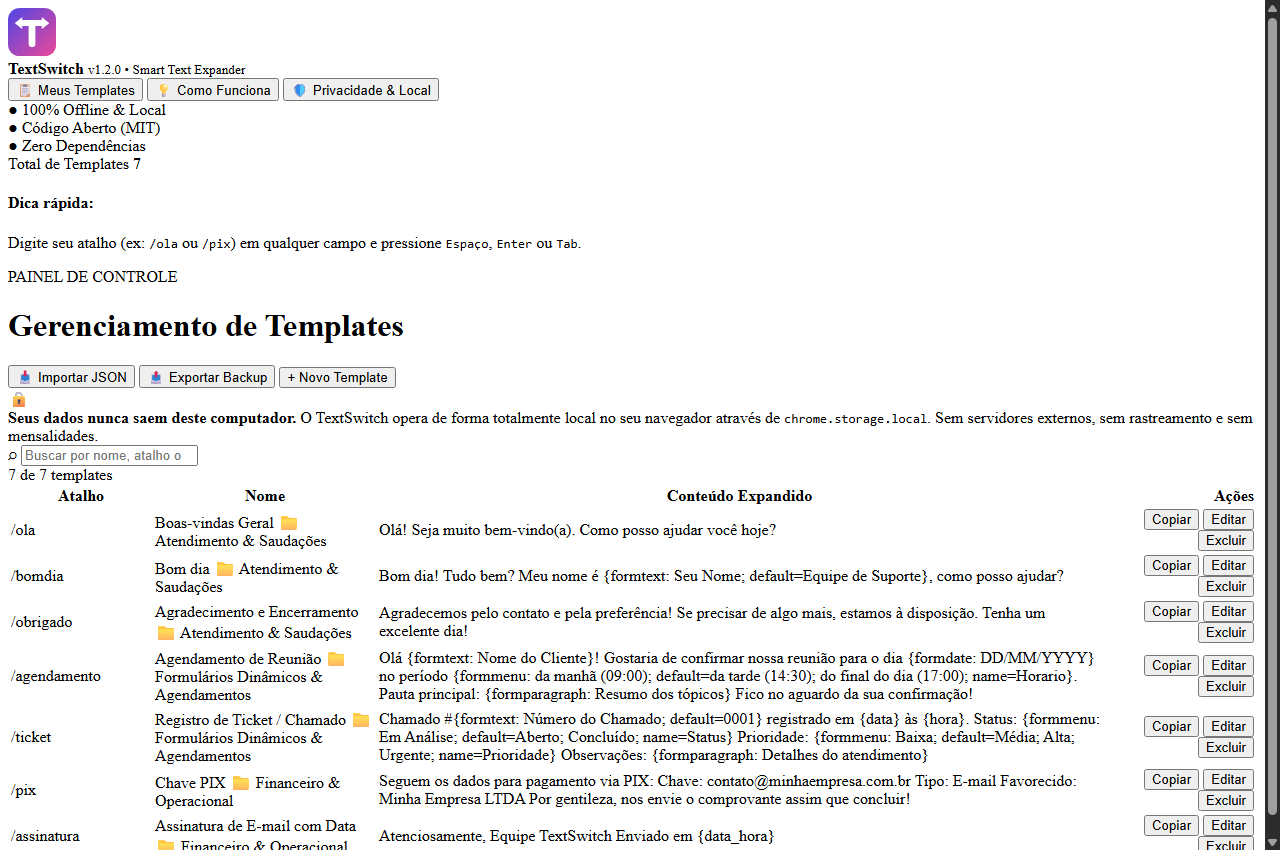 T
TextSwitch v1.2.0 • Smart Text Expander
Meus Templates Como Funciona Privacidade & Local
● 100% Offline & Local
● Código Aberto (MIT)
● Zero Dependências
Total de Templates 7
Dica rápida:
Digite seu atalho (ex: /ola ou /pix) em qualquer campo e pressione Espaço, Enter ou Tab.
PAINEL DE CONTROLE
Gerenciamento de Templates
Importar JSON Exportar Backup + Novo Template
Seus dados nunca saem deste computador. O TextSwitch opera de forma totalmente local no seu navegador através de chrome.storage.local. Sem servidores externos, sem rastreamento e sem
mensalidades.
Buscar por nome, atalho o
7 de 7 templates
Atalho Nome Conteúdo Expandido Ações
/ola
Boas-vindas Geral
Atendimento & Saudações
Olá! Seja muito bem-vindo(a). Como posso ajudar você hoje?
Copiar Editar
Excluir
/bomdia
Bom dia Atendimento &
Saudações
Bom dia! Tudo bem? Meu nome é {formtext: Seu Nome; default=Equipe de Suporte}, como posso ajudar?
Copiar Editar
Excluir
/obrigado
Agradecimento e Encerramento
Atendimento & Saudações
Agradecemos pelo contato e pela preferência! Se precisar de algo mais, estamos à disposição. Tenha um
excelente dia!
Copiar Editar
Excluir
/agendamento
Agendamento de Reunião
Formulários Dinâmicos &
Agendamentos
Olá {formtext: Nome do Cliente}! Gostaria de confirmar nossa reunião para o dia {formdate: DD/MM/YYYY}
no período {formmenu: da manhã (09:00); default=da tarde (14:30); do final do dia (17:00); name=Horario}.
Pauta principal: {formparagraph: Resumo dos tópicos} Fico no aguardo da sua confirmação!
Copiar Editar
Excluir
/ticket
Registro de Ticket / Chamado
Formulários Dinâmicos &
Agendamentos
Chamado #{formtext: Número do Chamado; default=0001} registrado em {data} às {hora}. Status: {formmenu:
Em Análise; default=Aberto; Concluído; name=Status} Prioridade: {formmenu: Baixa; default=Média; Alta;
Urgente; name=Prioridade} Observações: {formparagraph: Detalhes do atendimento}
Copiar Editar
Excluir
/pix
Chave PIX Financeiro &
Operacional
Seguem os dados para pagamento via PIX: Chave: contato@minhaempresa.com.br Tipo: E-mail Favorecido:
Minha Empresa LTDA Por gentileza, nos envie o comprovante assim que concluir!
Copiar Editar
Excluir
/assinatura
Assinatura de E-mail com Data
Financeiro & Operacional
Atenciosamente, Equipe TextSwitch Enviado em {data_hora}
Copiar Editar
Excluir